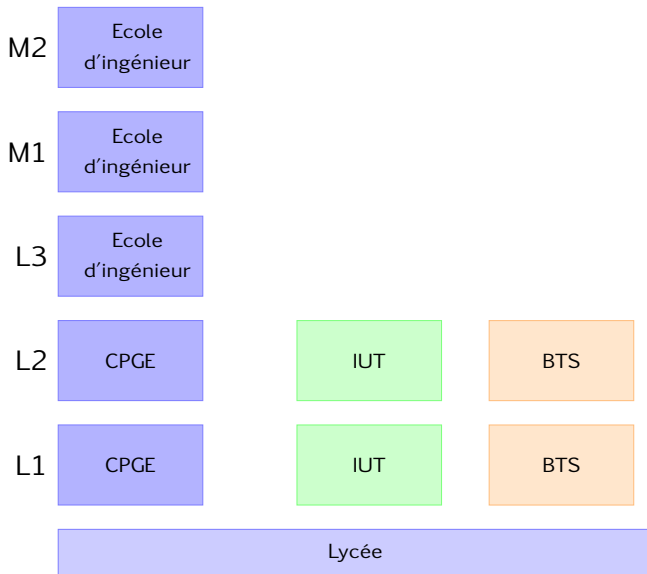 M2
Ecole
d'ingénieur
M1
Ecole
d'ingénieur
L3
Ecole
d'ingénieur
L2 CPGE IUT BTS
L1 CPGE IUT BTS
Lycée